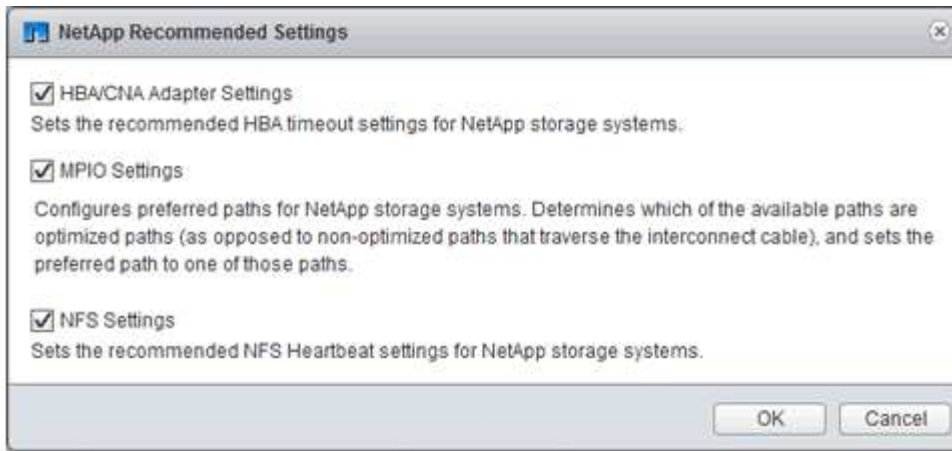 NetApp Recommended Settings
HBA/CNA Adapter Settings
Sets the recommended HBA timeout settings for NetApp storage systems.
MPIO Settings
Configures preferred paths for NetApp storage systems. Determines which of the available paths are
optimized paths (as opposed to non-optimized paths that traverse the interconnect cable), and sets the
preferred path to one of those paths.
NFS Settings
Sets the recommended NFS Heartbeat settings for NetApp storage systems.
OK
Cancel